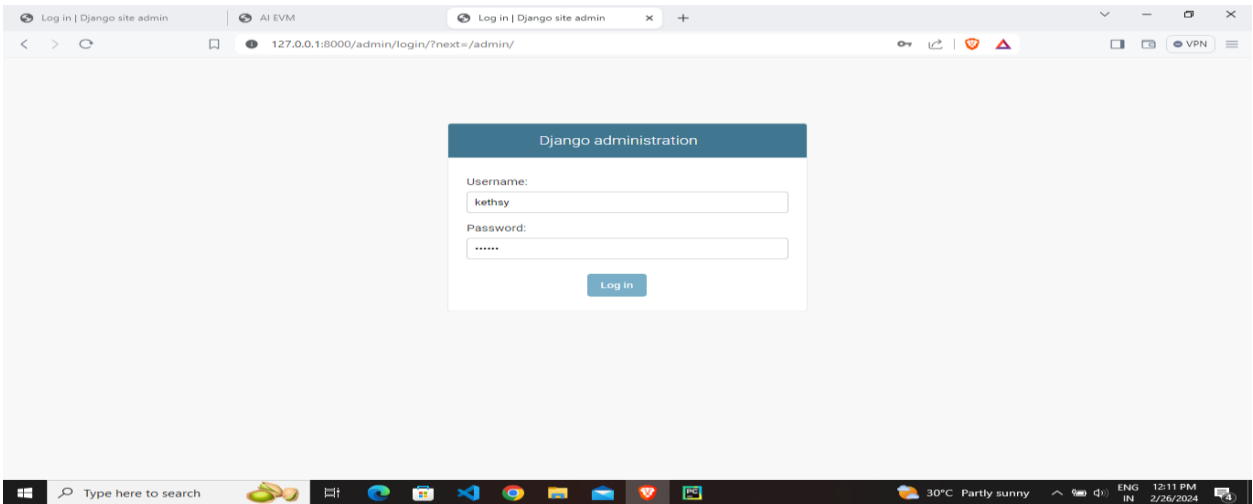 Log in | Django site admin
AI EVM
Log in | Django site admin
127.0.0.1:8000/admin/login/?next=/admin/
VPN
Django administration
Username:
kethsy
Password:
••••••
Log in
Type here to search
PC
30°C Partly sunny
ENG
IN
12:11 PM
2/26/2024
4